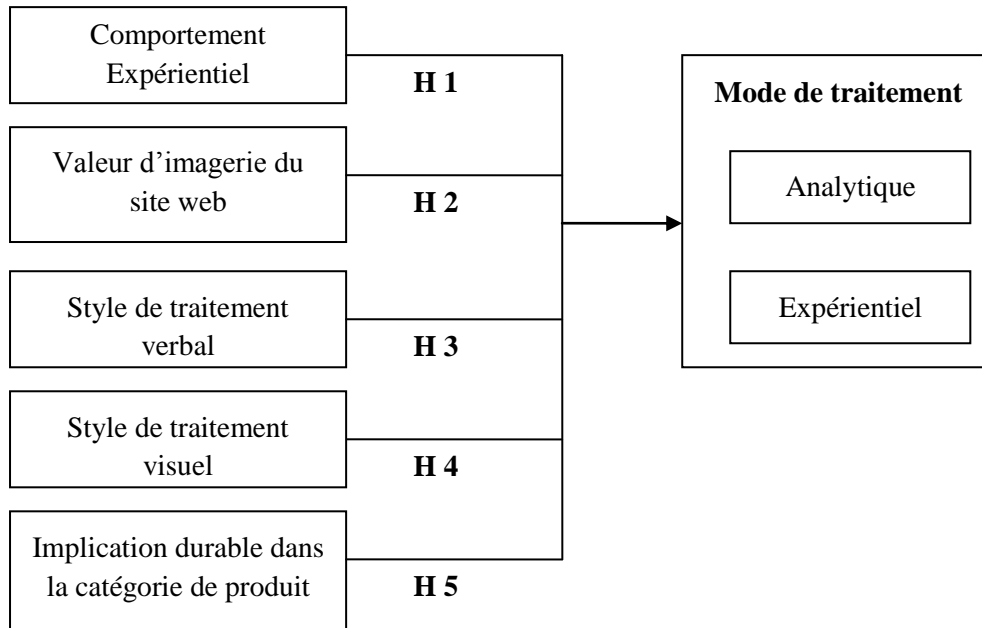 Comportement
Expérientiel
H 1
Valeur d’imagerie du
site web
H 2
Style de traitement
verbal
H 3
Style de traitement
visuel
H 4
Implication durable dans
la catégorie de produit
H 5
Mode de traitement
Analytique
Expérientiel